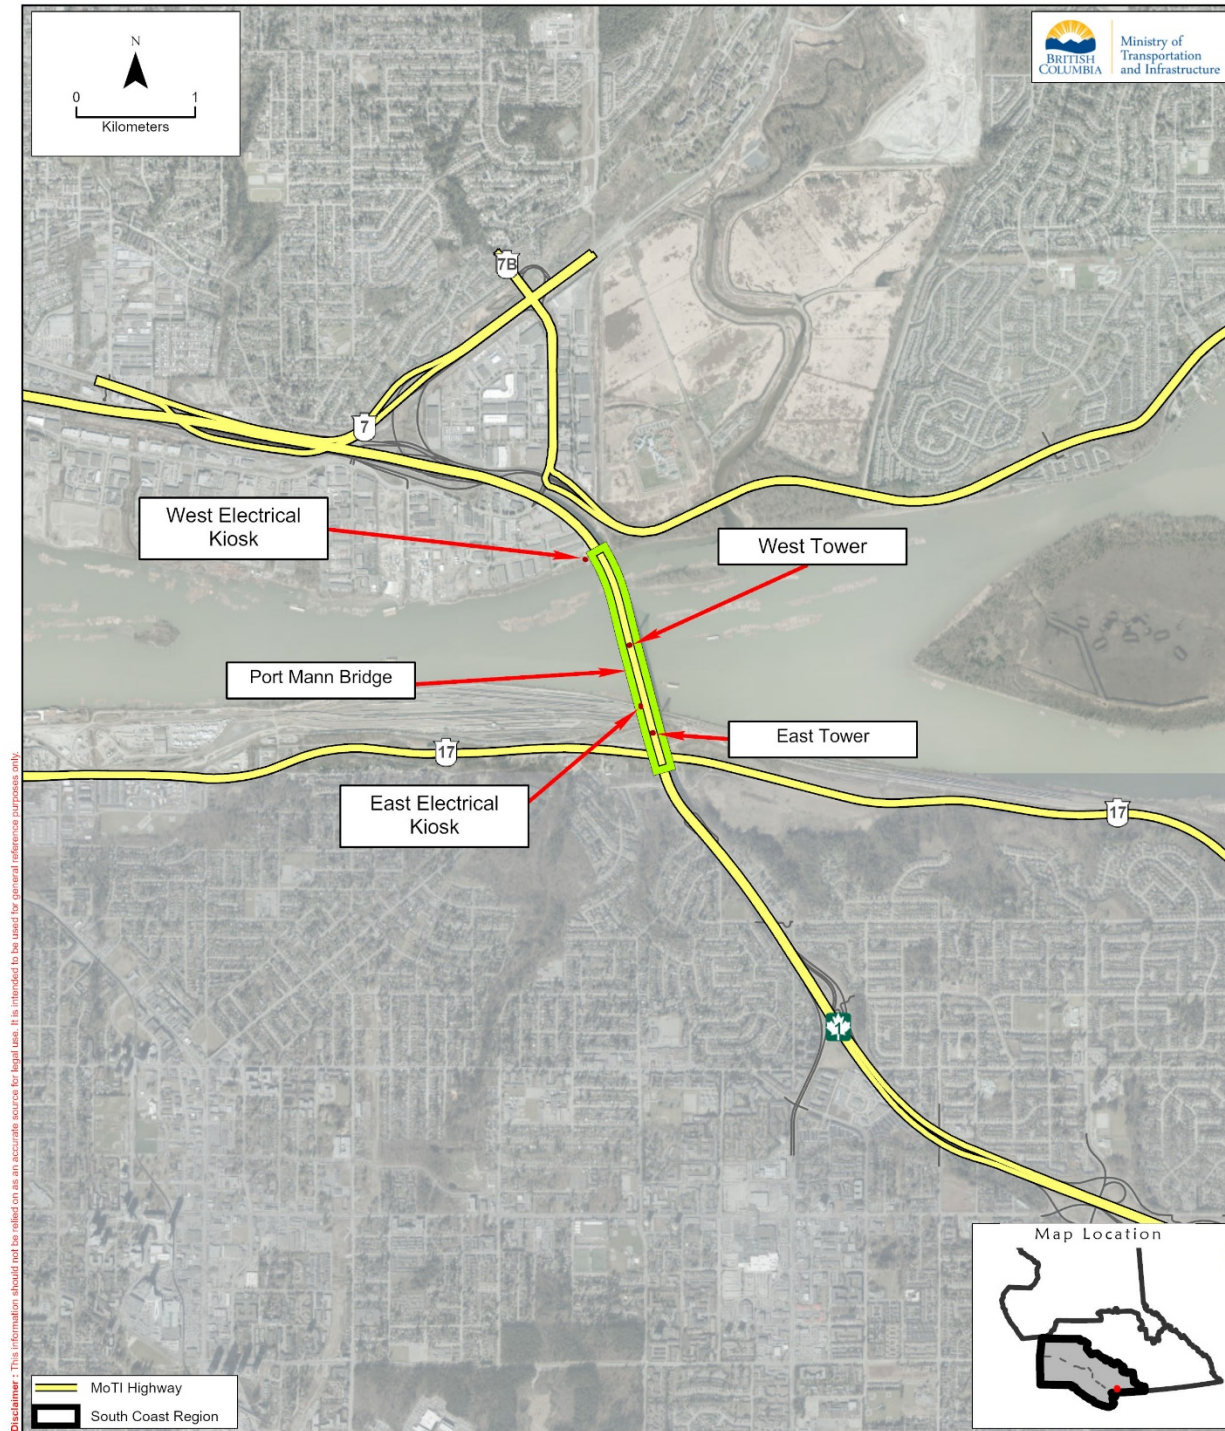 N
0 1
Kilometers
BRITISH
COLUMBIA
Ministry of
Transportation
and Infrastructure
7B
7
West Electrical
Kiosk
West Tower
Port Mann Bridge
East Tower
17
East Electrical
Kiosk
17
1
Map Location
MoTI Highway
South Coast Region
Disclaimer : This information should not be relied on as an accurate source for legal use. It is intended to be used for general reference purposes only.